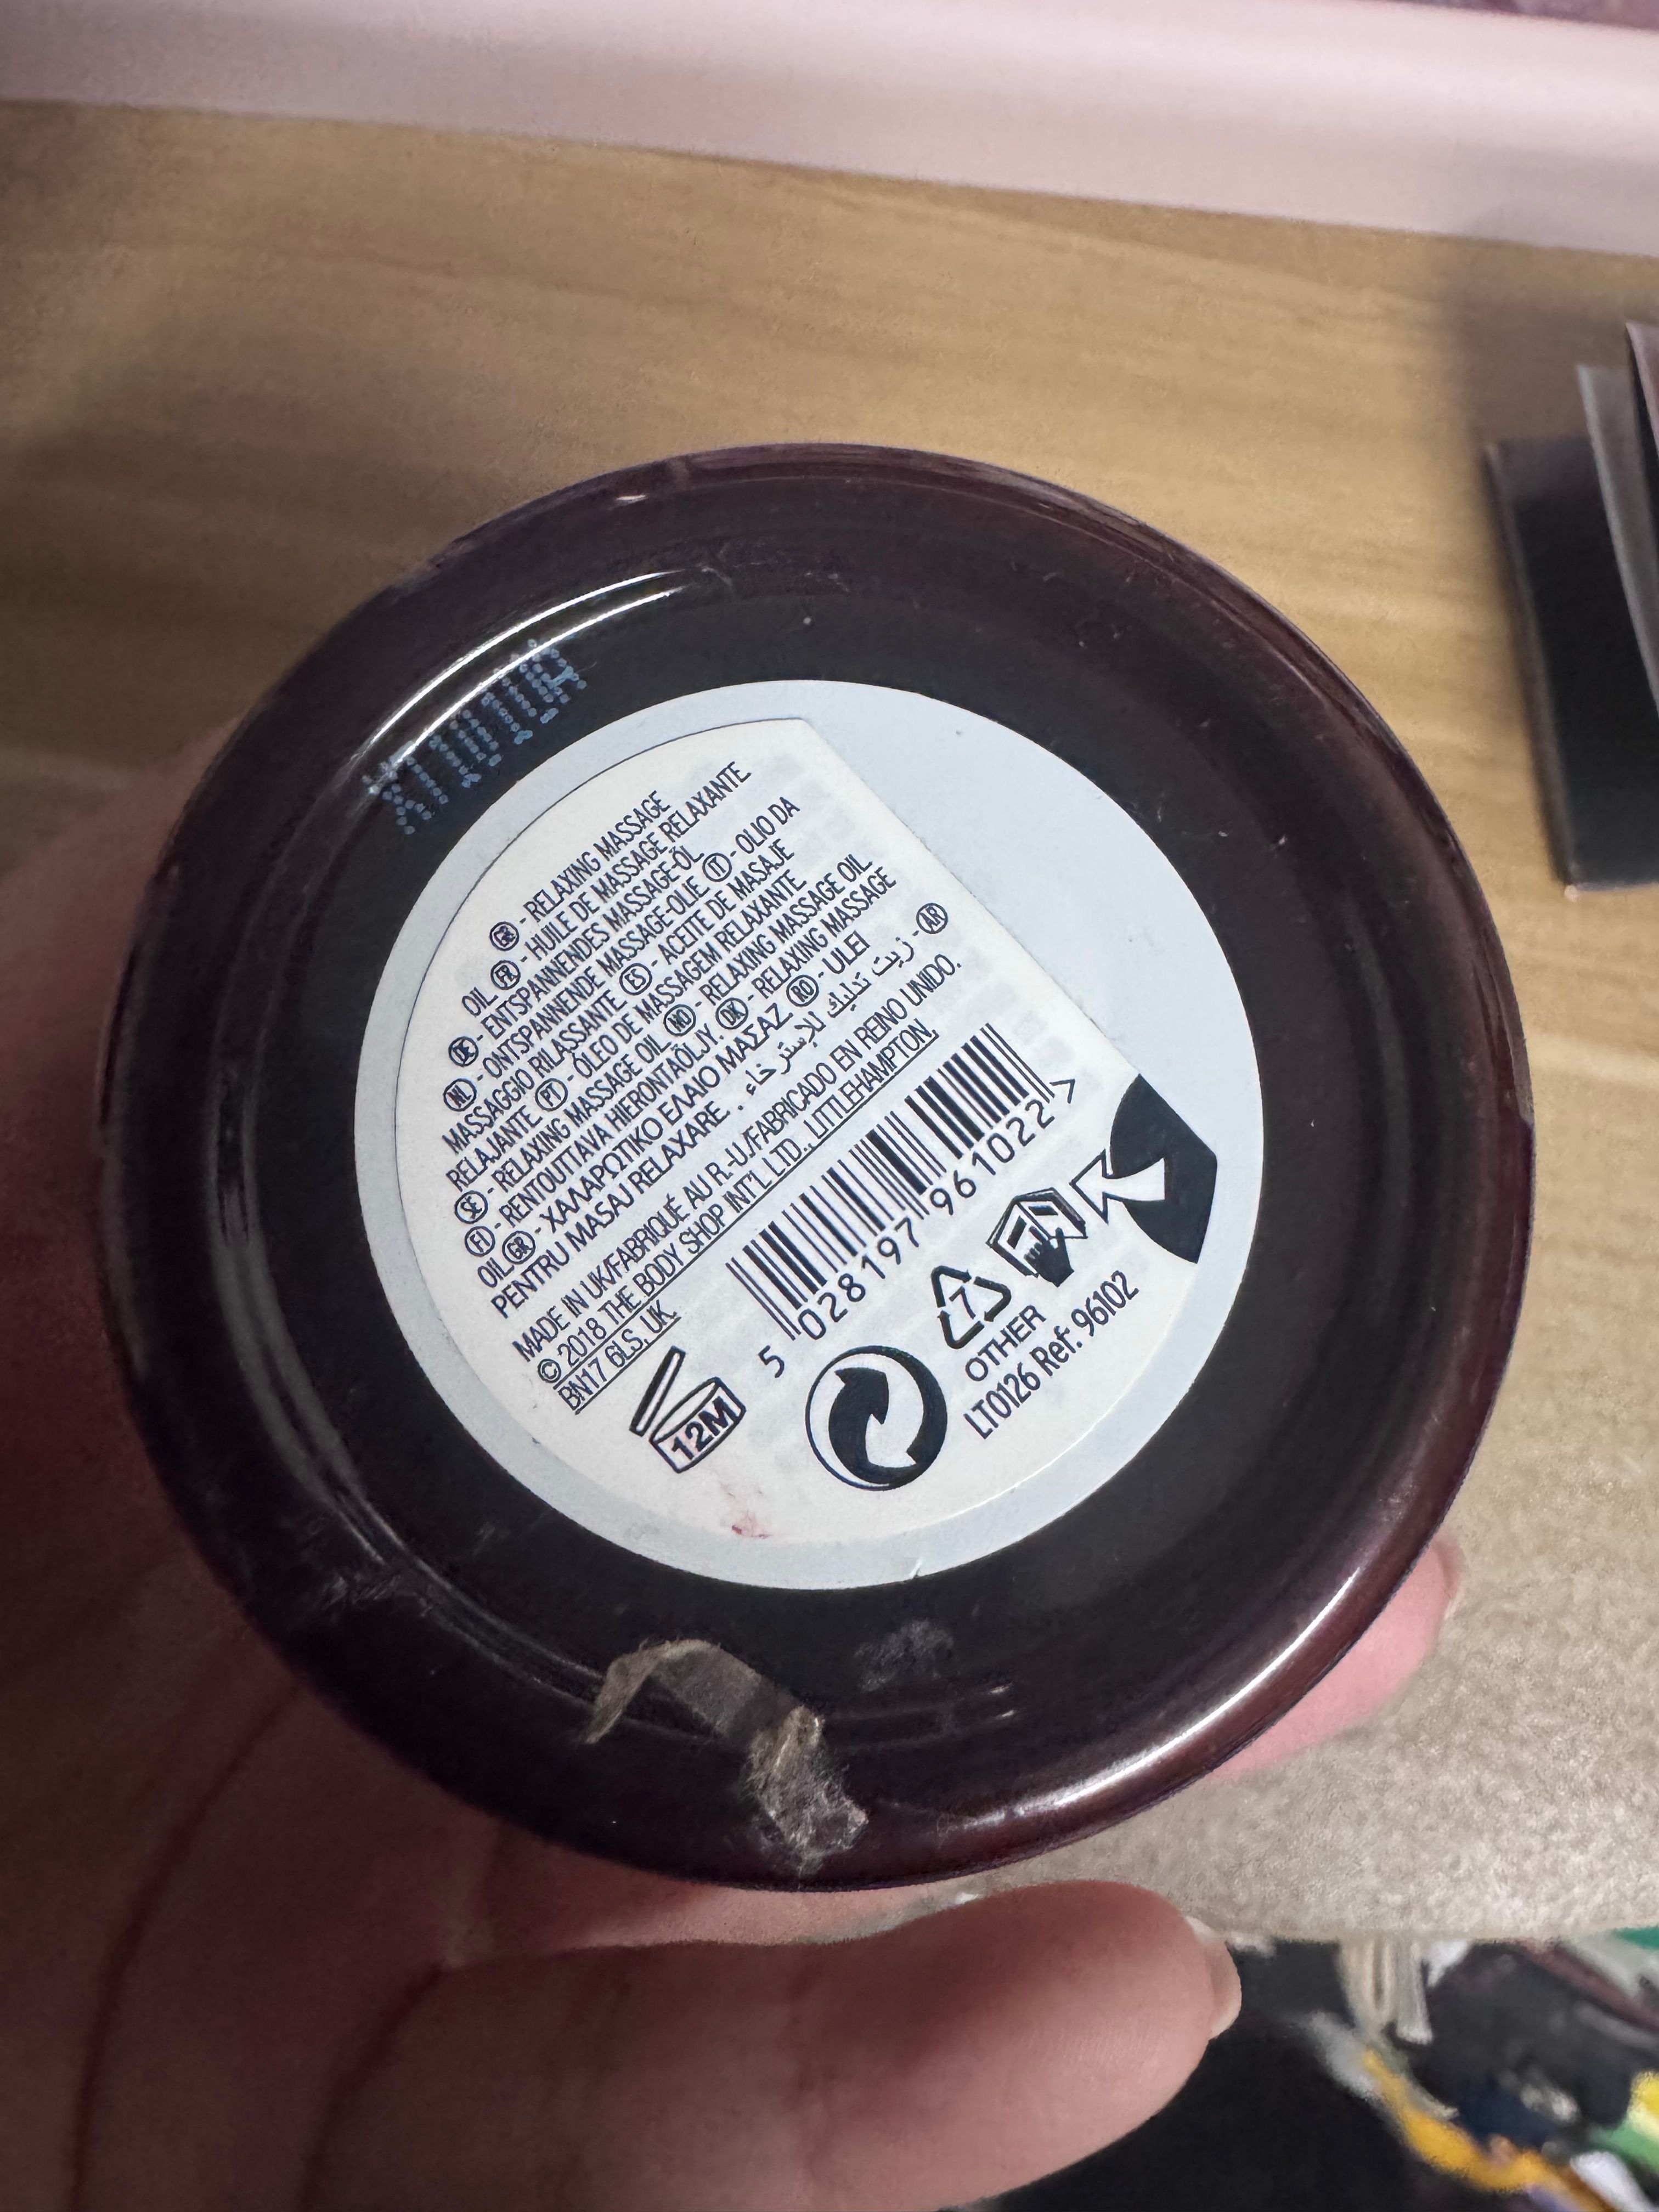 GB - RELAXING MASSAGE
OIL FR - HUILE DE MASSAGE RELAXANTE
DE - ENTSPANNENDES MASSAGE-ÖL
NL - ONTSPANNENDE MASSAGE-OLIE IT - OLIO DA
MASSAGGIO RILASSANTE. ES - ACEITE DE MASAJE
RELAJANTE. PT - ÓLEO DE MASSAGEM RELAXANTE
SE - RELAXING MASSAGE OIL. NO - RELAXING MASSAGE OIL
FI - RENTOUTTAVA HIERONTAÖLJY. DK - RELAXING MASSAGE
OIL GR - ΧΑΛΑΡΩΤΙΚΟ ΕΛΑΙΟ ΜΑΣΑΖ RO - ULEI
PENTRU MASAJ RELAXARE. . زيت تدليك للإسترخاء - AR
MADE IN UK/FABRIQUÉ AU R.-U./FABRICADO EN REINO UNIDO.
© 2018 THE BODY SHOP INT'L LTD., LITTLEHAMPTON,
BN17 6LS, UK
5 028197 961022 >
12M
7
OTHER
LT0126 Ref: 96102